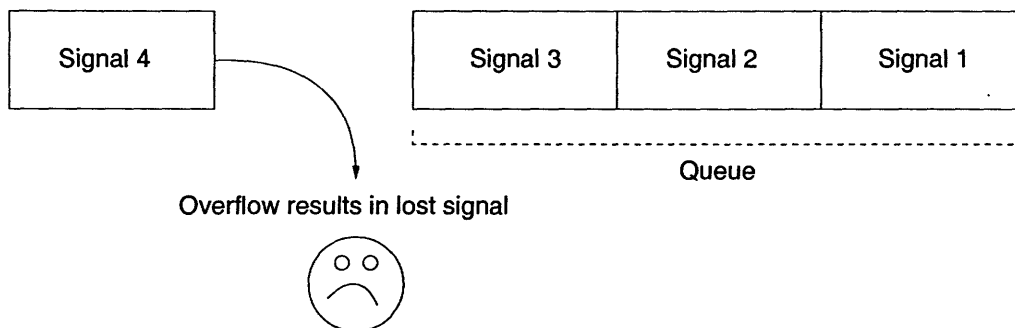 Signal 4
Signal 3
Signal 2
Signal 1
Queue
Overflow results in lost signal